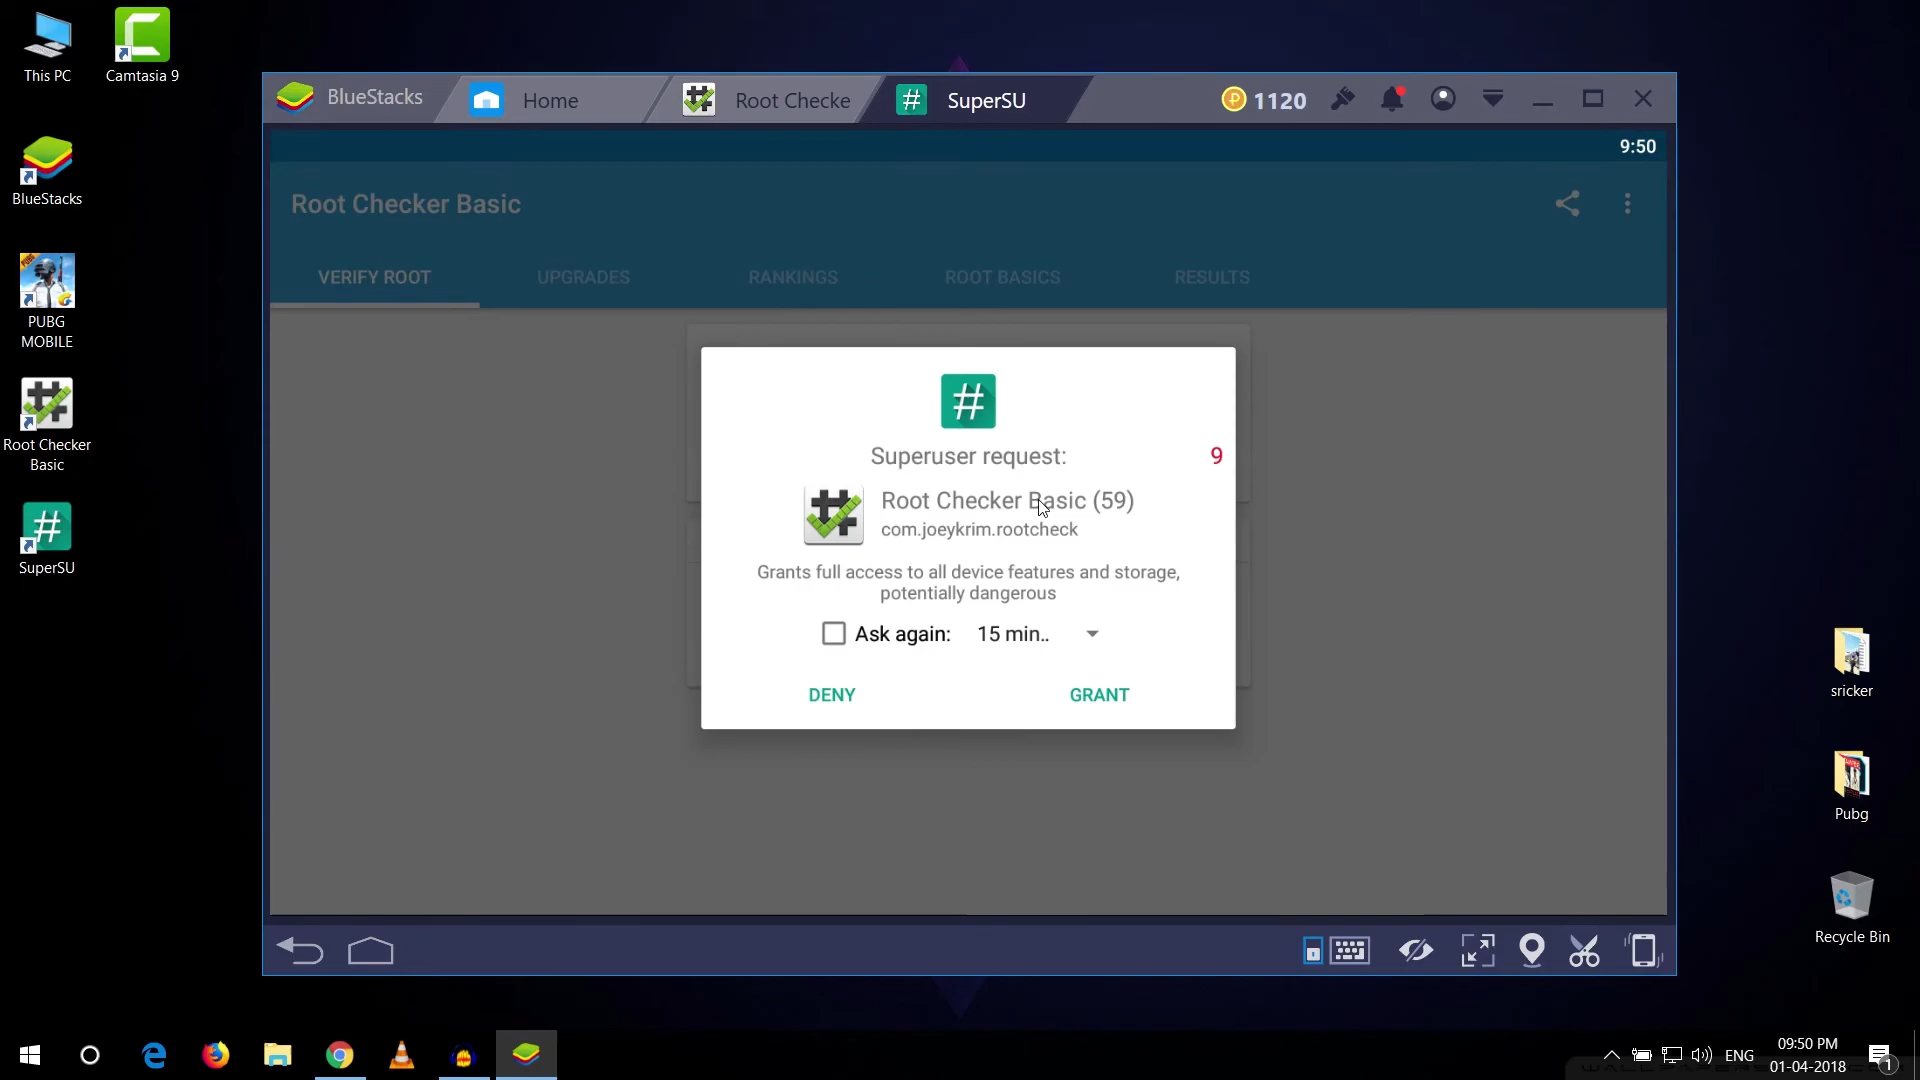 This PC
Camtasia 9
BlueStacks
PUBG
MOBILE
Root Checker
Basic
SuperSU
BlueStacks
Home
Root Checke
SuperSU
1120
9:50
Root Checker Basic
VERIFY ROOT
UPGRADES
RANKINGS
ROOT BASICS
RESULTS
Superuser request:
9
Root Checker Basic (59)
com.joeykrim.rootcheck
Grants full access to all device features and storage,
potentially dangerous
Ask again:
15 min..
DENY
GRANT
sricker
Pubg
Recycle Bin
ENG
09:50 PM
01-04-2018
1